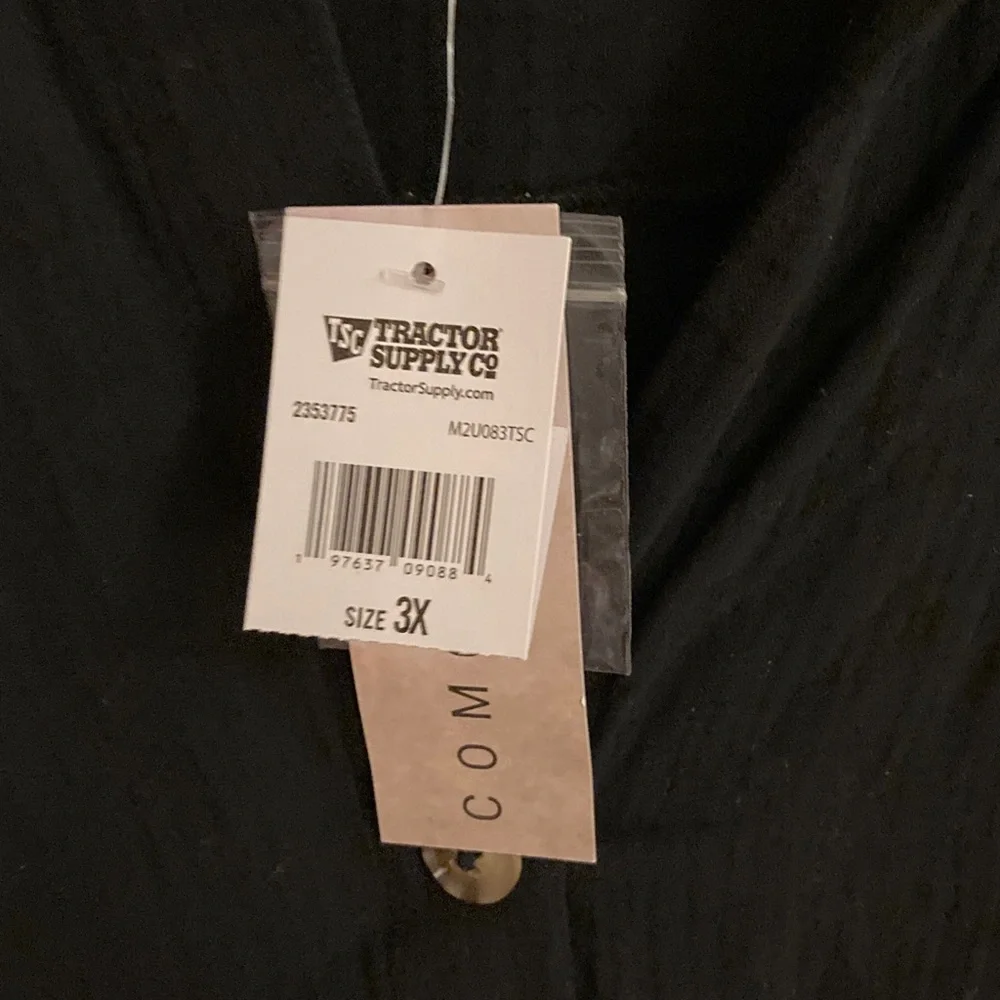 TSC TRACTOR
SUPPLY CO
TractorSupply.com
2353775
M2U083TSC
1 97637 09088 4
SIZE 3X
COM